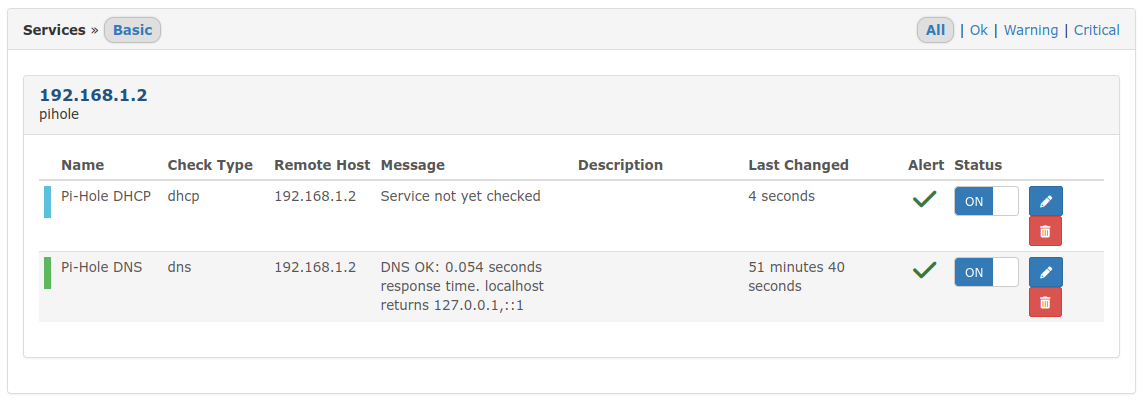 Services » Basic All | Ok | Warning | Critical
192.168.1.2
pihole
Name Check Type Remote Host Message Description Last Changed Alert Status
Pi-Hole DHCP dhcp 192.168.1.2 Service not yet checked 4 seconds ON
Pi-Hole DNS dns 192.168.1.2 DNS OK: 0.054 seconds 51 minutes 40 ON
response time. localhost seconds
returns 127.0.0.1,::1